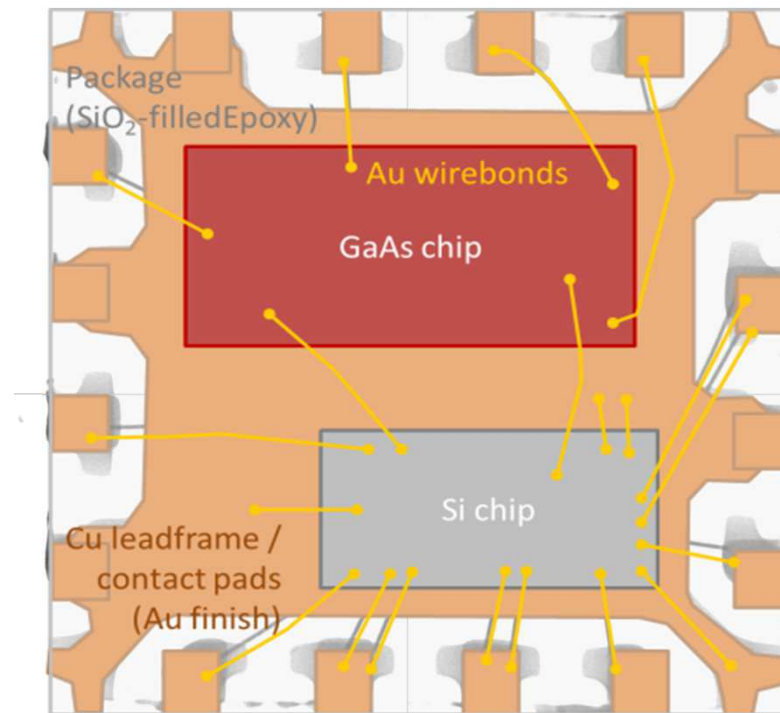 Package
(SiO₂-filledEpoxy)
Au wirebonds
GaAs chip
Si chip
Cu leadframe /
contact pads
(Au finish)